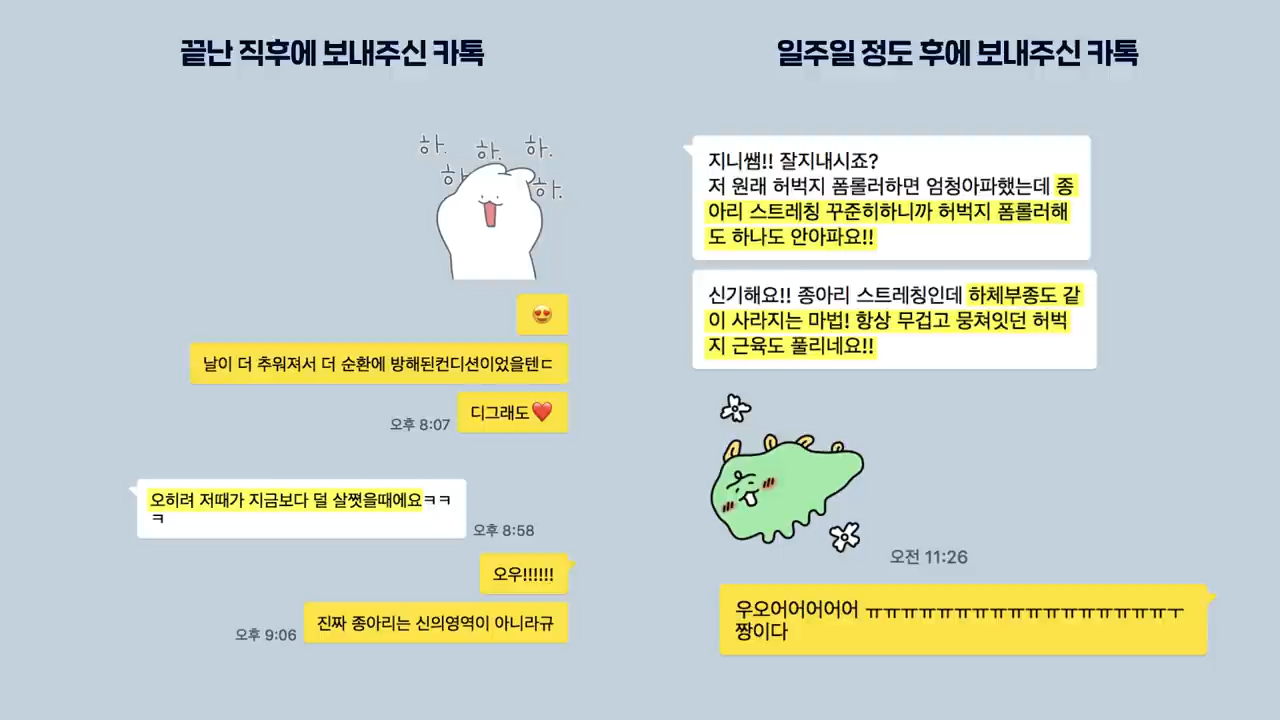 끝난 직후에 보내주신 카톡
하. 하. 하.
하. 하.
날이 더 추워져서 더 순환에 방해된컨디션이었을텐ㄷ
디그래도
오후 8:07
오히려 저때가 지금보다 덜 살쪗을때에요ㅋㅋ
ㅋ
오후 8:58
오우!!!!!!
진짜 종아리는 신의영역이 아니라규
오후 9:06
일주일 정도 후에 보내주신 카톡
지니쌤!! 잘지내시죠?
저 원래 허벅지 폼롤러하면 엄청아파했는데 종
아리 스트레칭 꾸준히하니까 허벅지 폼롤러해
도 하나도 안아파요!!
신기해요!! 종아리 스트레칭인데 하체부종도 같
이 사라지는 마법! 항상 무겁고 뭉쳐잇던 허벅
지 근육도 풀리네요!!
오전 11:26
우오어어어어어 ㅠㅠㅠㅠㅠㅠㅠㅠㅠㅠㅠㅠㅠㅠㅠㅠㅠㅜ
짱이다